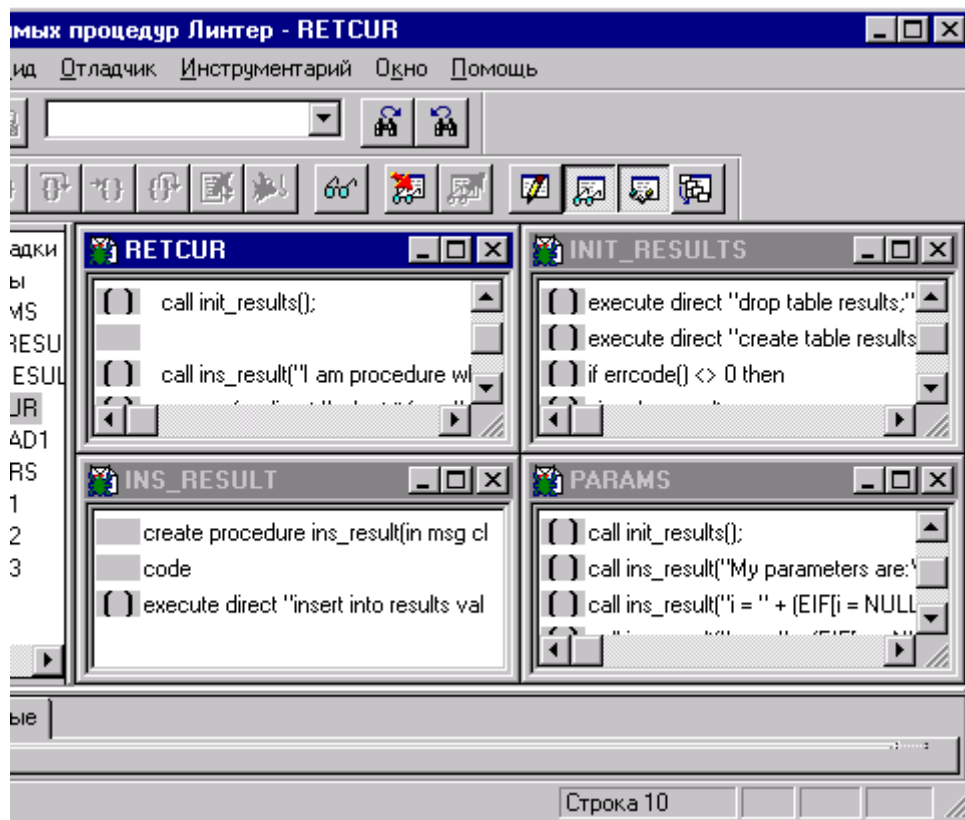 имых процедур Линтер - RETCUR
ид Отладчик Инструментарий Окно Помощь
адки
ы
MS
RESU
ESUL
UR
AD1
RS
1
2
3
RETCUR
call init_results();
call ins_result("I am procedure wh
INIT_RESULTS
execute direct "drop table results;"
execute direct "create table results
if errcode() <> 0 then
INS_RESULT
create procedure ins_result(in msg cl
code
execute direct "insert into results val
PARAMS
call init_results();
call ins_result("My parameters are:"
call ins_result("i = " + (EIF[i = NULL
ые
Строка 10